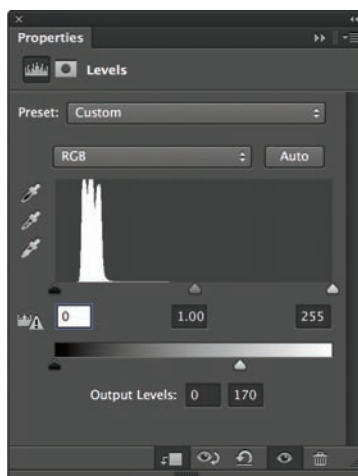 Properties
Levels
Preset: Custom
RGB Auto
0 1.00 255
Output Levels: 0 170